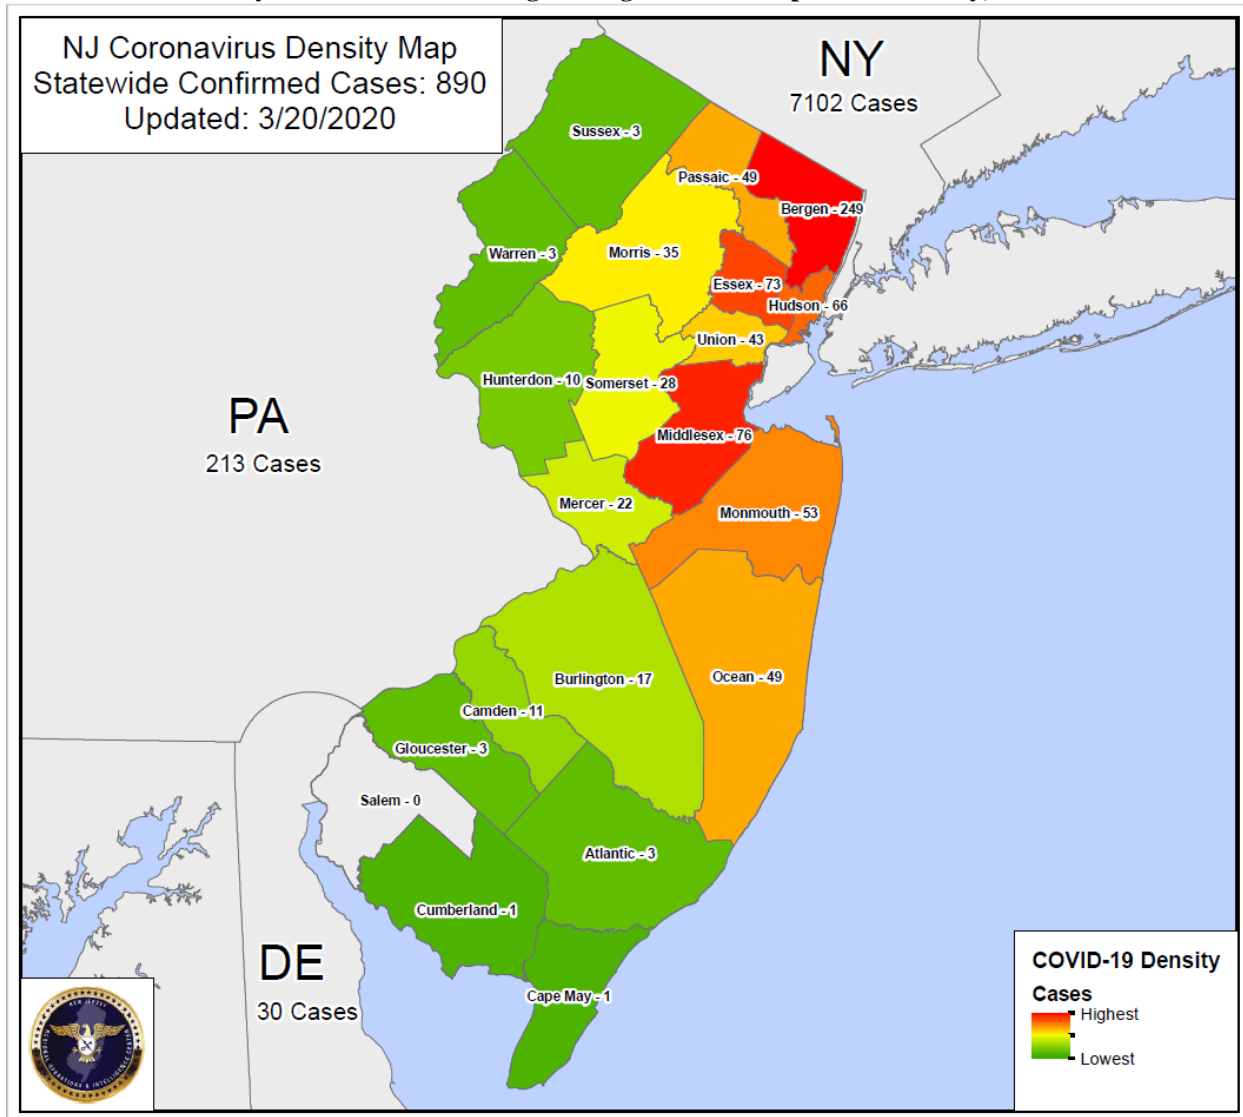 NJ Coronavirus Density Map
Statewide Confirmed Cases: 890
Updated: 3/20/2020
NY
7102 Cases
Sussex - 3
Passaic - 49
Bergen - 249
Warren - 3
Morris - 35
Essex - 73
Hudson - 66
Union - 43
Hunterdon - 10
Somerset - 28
PA
213 Cases
Middlesex - 76
Mercer - 22
Monmouth - 53
Burlington - 17
Ocean - 49
Camden - 11
Gloucester - 3
Salem - 0
Atlantic - 3
Cumberland - 1
DE
30 Cases
Cape May - 1
COVID-19 Density
Cases
Highest
Lowest
NEW JERSEY